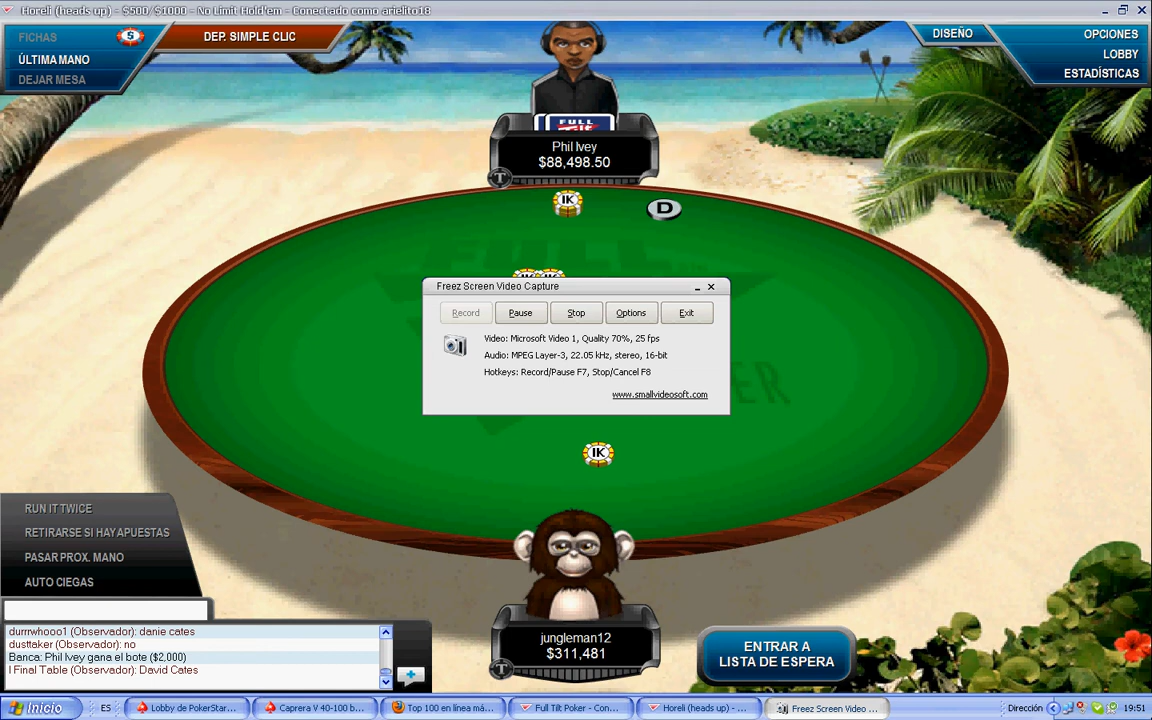 Horeli (heads up) - $500/$1000 - No Limit Hold'em - Conectado como arielito18
FICHAS
5
ÚLTIMA MANO
DEJAR MESA
DEP. SIMPLE CLIC
DISEÑO
OPCIONES
LOBBY
ESTADÍSTICAS
FULL
Phil Ivey
$88,498.50
T
1K
D
FULL
Freez Screen Video Capture
Record
Pause
Stop
Options
Exit
Video: Microsoft Video 1, Quality 70%, 25 fps
Audio: MPEG Layer-3, 22.05 kHz, stereo, 16-bit
Hotkeys: Record/Pause F7, Stop/Cancel F8
www.smallvideosoft.com
1K
RUN IT TWICE
RETIRARSE SI HAY APUESTAS
PASAR PROX. MANO
AUTO CIEGAS
durrrwhooo1 (Observador): danie cates
dusttaker (Observador): no
Banca: Phil Ivey gana el bote ($2,000)
I Final Table (Observador): David Cates
jungleman12
$311,481
T
ENTRAR A
LISTA DE ESPERA
Inicio
ES
Lobby de PokerStar...
Caprera V 40-100 b...
Top 100 en línea má...
Full Tilt Poker - Con...
Horeli (heads up) - ...
Freez Screen Video ...
Dirección
19:51